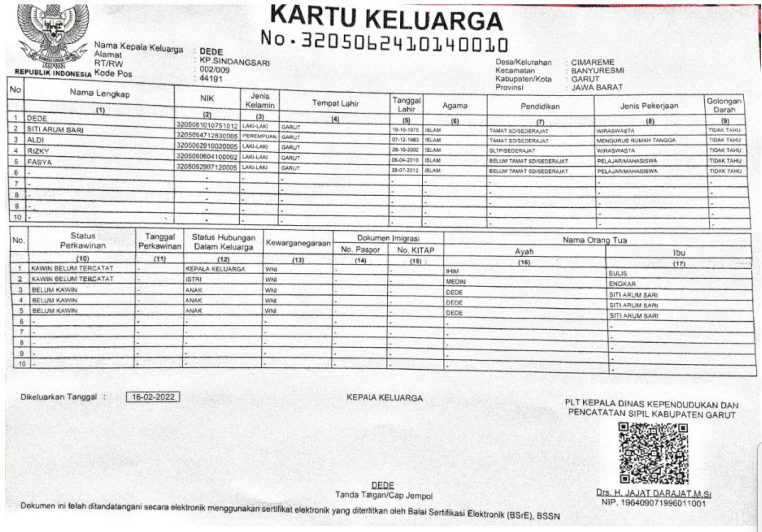 KARTU KELUARGA
No. 3205062410140010
Nama Kepala Keluarga : DEDE
Alamat : KP.SINDANGSARI
RT/RW : 002/009
REPUBLIK INDONESIA Kode Pos : 44191
Desa/Kelurahan : CIMAREME
Kecamatan : BANYURESMI
Kabupaten/Kota : GARUT
Provinsi : JAWA BARAT
No Nama Lengkap NIK Jenis Kelamin Tempat Lahir Tanggal Lahir Agama Pendidikan Jenis Pekerjaan Golongan Darah
(1) (2) (3) (4) (5) (6) (7) (8) (9)
1 DEDE 3205061010751012 LAKI-LAKI GARUT 10-10-1975 ISLAM TAMAT SD/SEDERAJAT WIRASWASTA TIDAK TAHU
2 SITI ARUM SARI 3205054712830005 PEREMPUAN GARUT 07-12-1983 ISLAM TAMAT SD/SEDERAJAT MENGURUS RUMAH TANGGA TIDAK TAHU
3 ALDI 3205062910020005 LAKI-LAKI GARUT 29-10-2002 ISLAM SLTP/SEDERAJAT WIRASWASTA TIDAK TAHU
4 RIZKY 3205060604100002 LAKI-LAKI GARUT 06-04-2010 ISLAM BELUM TAMAT SD/SEDERAJAT PELAJAR/MAHASISWA TIDAK TAHU
5 FASYA 3205062907120005 LAKI-LAKI GARUT 29-07-2012 ISLAM BELUM TAMAT SD/SEDERAJAT PELAJAR/MAHASISWA TIDAK TAHU
6 - - - - - - - - -
7 - - - - - - - - -
8 - - - - - - - - -
9 - - - - - - - - -
10 - - - - - - - - -
No. Status Perkawinan Tanggal Perkawinan Status Hubungan Dalam Keluarga Kewarganegaraan Dokumen Imigrasi Nama Orang Tua
No. Paspor No. KITAP Ayah Ibu
(10) (11) (12) (13) (14) (15) (16) (17)
1 KAWIN BELUM TERCATAT - KEPALA KELUARGA WNI - - IHIM EULIS
2 KAWIN BELUM TERCATAT - ISTRI WNI - - MEDIN ENGKAR
3 BELUM KAWIN - ANAK WNI - - DEDE SITI ARUM SARI
4 BELUM KAWIN - ANAK WNI - - DEDE SITI ARUM SARI
5 BELUM KAWIN - ANAK WNI - - DEDE SITI ARUM SARI
6 - - - - - - - -
7 - - - - - - - -
8 - - - - - - - -
9 - - - - - - - -
10 - - - - - - - -
Dikeluarkan Tanggal : 16-02-2022
KEPALA KELUARGA
PLT KEPALA DINAS KEPENDUDUKAN DAN
PENCATATAN SIPIL KABUPATEN GARUT
DEDE
Tanda Tangan/Cap Jempol
Drs. H. JAJAT DARAJAT,M.Si
NIP. 196409071996011001
Dokumen ini telah ditandatangani secara elektronik menggunakan sertifikat elektronik yang diterbitkan oleh Balai Sertifikasi Elektronik (BSrE), BSSN